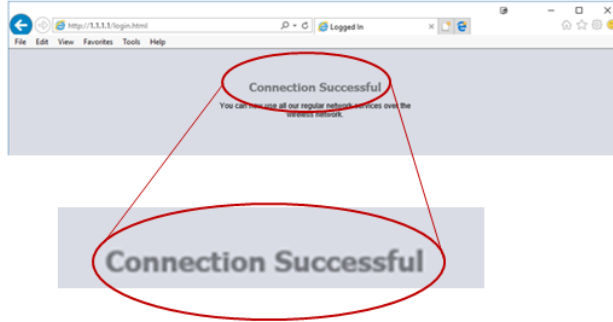 http://1.1.1.1/login.html
Logged In
File Edit View Favorites Tools Help
Connection Successful
You can now use all our regular network services over the
wireless network.
Connection Successful